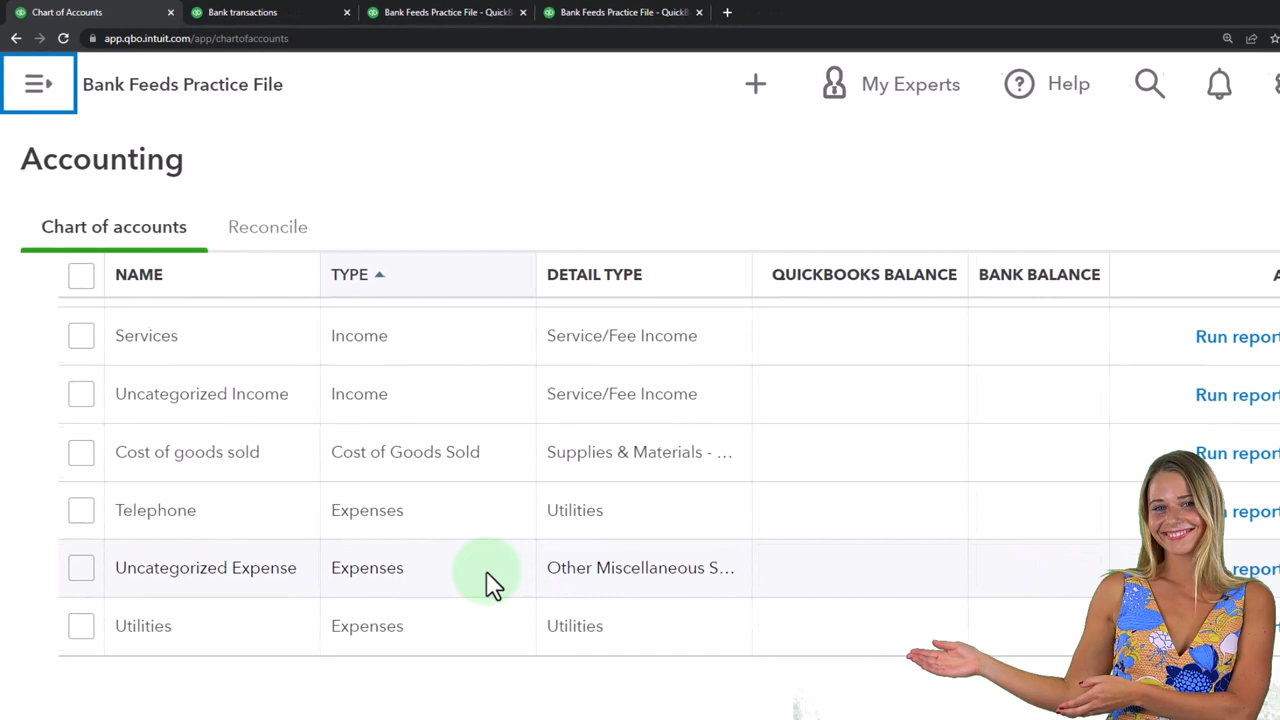 Chart of accounts
Bank transactions
Bank Feeds Practice File - QuickB
Bank Feeds Practice File - QuickB
app.qbo.intuit.com/app/chartofaccounts
Bank Feeds Practice File
My Experts
Help
Accounting
Chart of accounts
Reconcile
NAME TYPE DETAIL TYPE QUICKBOOKS BALANCE BANK BALANCE A
Services Income Service/Fee Income Run report
Uncategorized Income Income Service/Fee Income Run report
Cost of goods sold Cost of Goods Sold Supplies & Materials - ... Run report
Telephone Expenses Utilities report
Uncategorized Expense Expenses Other Miscellaneous S... report
Utilities Expenses Utilities